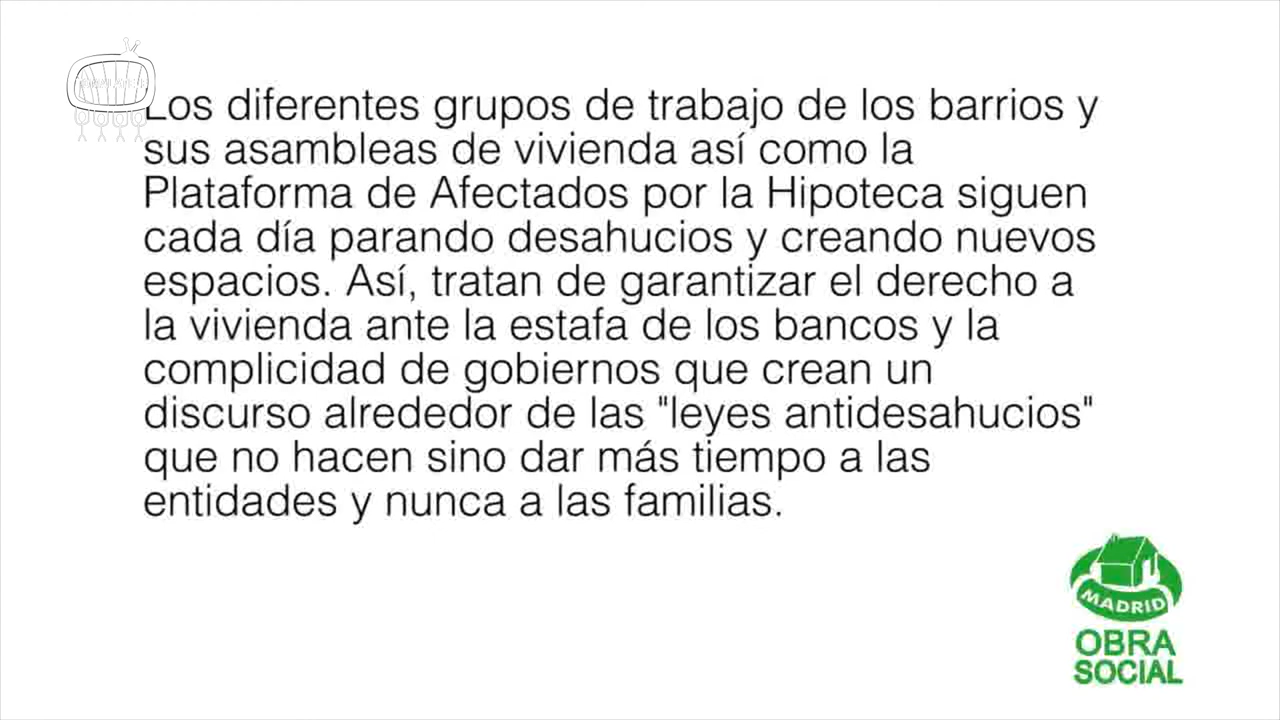 Los diferentes grupos de trabajo de los barrios y
sus asambleas de vivienda así como la
Plataforma de Afectados por la Hipoteca siguen
cada día parando desahucios y creando nuevos
espacios. Así, tratan de garantizar el derecho a
la vivienda ante la estafa de los bancos y la
complicidad de gobiernos que crean un
discurso alrededor de las "leyes antidesahucios"
que no hacen sino dar más tiempo a las
entidades y nunca a las familias.
MADRID
OBRA
SOCIAL